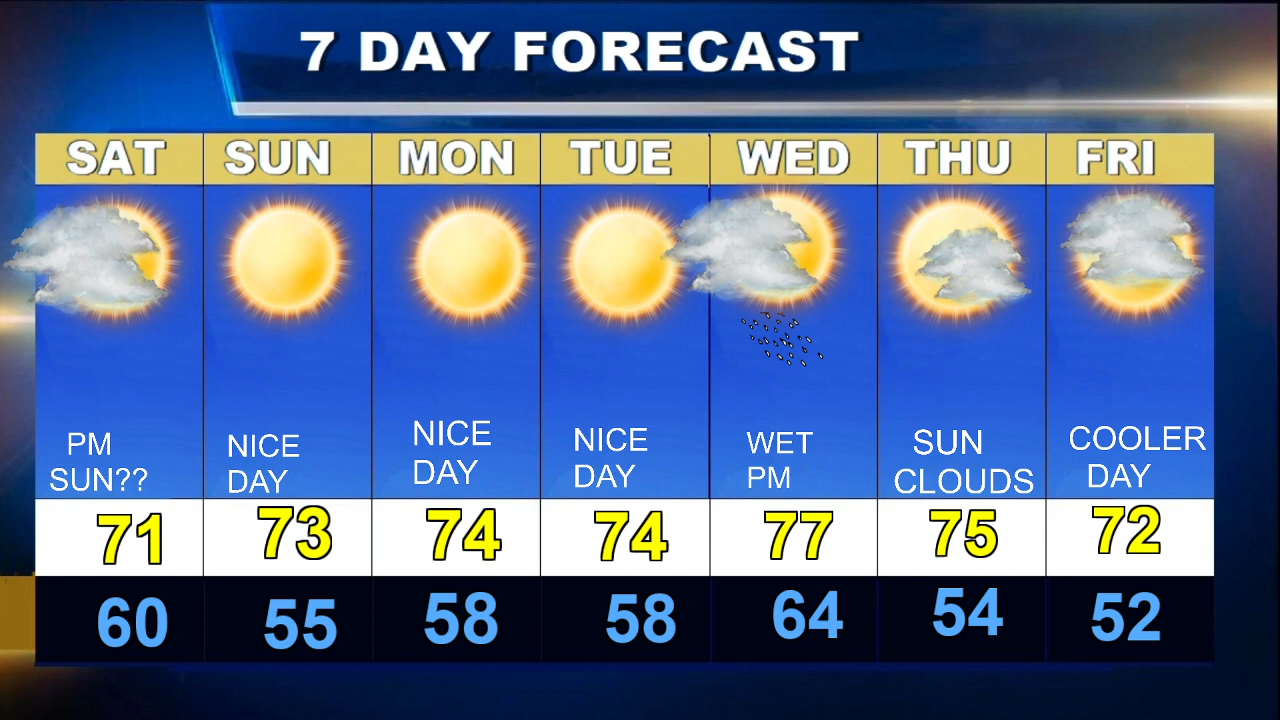 7 DAY FORECAST
SAT SUN MON TUE WED THU FRI
PM
SUN??
NICE
DAY
NICE
DAY
NICE
DAY
WET
PM
SUN
CLOUDS
COOLER
DAY
71 73 74 74 77 75 72
60 55 58 58 64 54 52